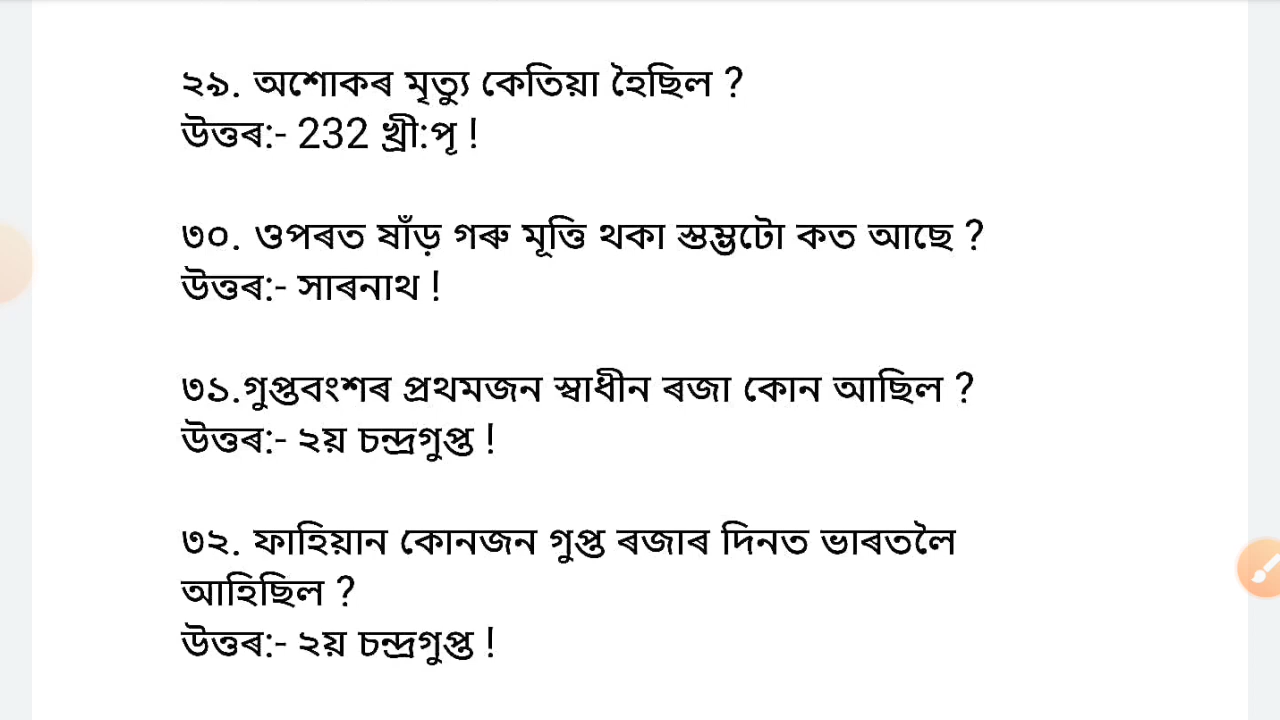 ২৯. অশোকৰ মৃত্যু কেতিয়া হৈছিল ?
উত্তৰ:- 232 খ্ৰী:পূ !
৩০. ওপৰত ষাঁড় গৰু মূত্তি থকা স্তম্ভটো কত আছে ?
উত্তৰ:- সাৰনাথ !
৩১.গুপ্তবংশৰ প্ৰথমজন স্বাধীন ৰজা কোন আছিল ?
উত্তৰ:- ২য় চন্দ্ৰগুপ্ত !
৩২. ফাহিয়ান কোনজন গুপ্ত ৰজাৰ দিনত ভাৰতলৈ
আহিছিল ?
উত্তৰ:- ২য় চন্দ্ৰগুপ্ত !